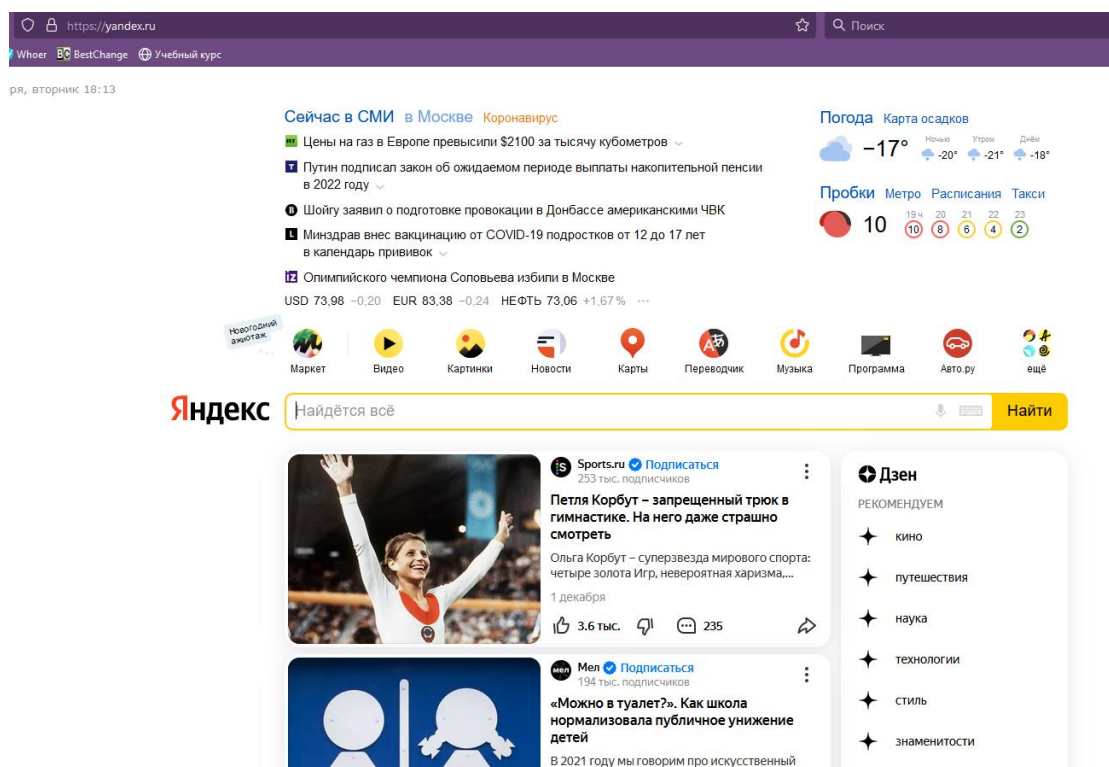 https://yandex.ru
Поиск
Whoer BestChange Учебный курс
ря, вторник 18:13
Сейчас в СМИ в Москве Коронавирус
Цены на газ в Европе превысили $2100 за тысячу кубометров
Путин подписал закон об ожидаемом периоде выплаты накопительной пенсии
в 2022 году
Шойгу заявил о подготовке провокации в Донбассе американскими ЧВК
Минздрав внес вакцинацию от COVID-19 подростков от 12 до 17 лет
в календарь прививок
Олимпийского чемпиона Соловьева избили в Москве
USD 73,98 −0,20 EUR 83,38 −0,24 НЕФТЬ 73,06 +1,67% ···
Погода Карта осадков
−17°
Ночью Утром Днём
-20° -21° -18°
Пробки Метро Расписания Такси
10
19 ч 20 21 22 23
10 8 6 4 2
Новогодний
ажиотаж
Маркет Видео Картинки Новости Карты Переводчик Музыка Программа Авто.ру ещё
Яндекс
Найдётся всё
Найти
Sports.ru Подписаться
253 тыс. подписчиков
Петля Корбут – запрещенный трюк в
гимнастике. На него даже страшно
смотреть
Ольга Корбут – суперзвезда мирового спорта:
четыре золота Игр, невероятная харизма,...
1 декабря
3.6 тыс. 235
мел
Мел Подписаться
194 тыс. подписчиков
«Можно в туалет?». Как школа
нормализовала публичное унижение
детей
В 2021 году мы говорим про искусственный
Дзен
РЕКОМЕНДУЕМ
кино
путешествия
наука
технологии
стиль
знаменитости